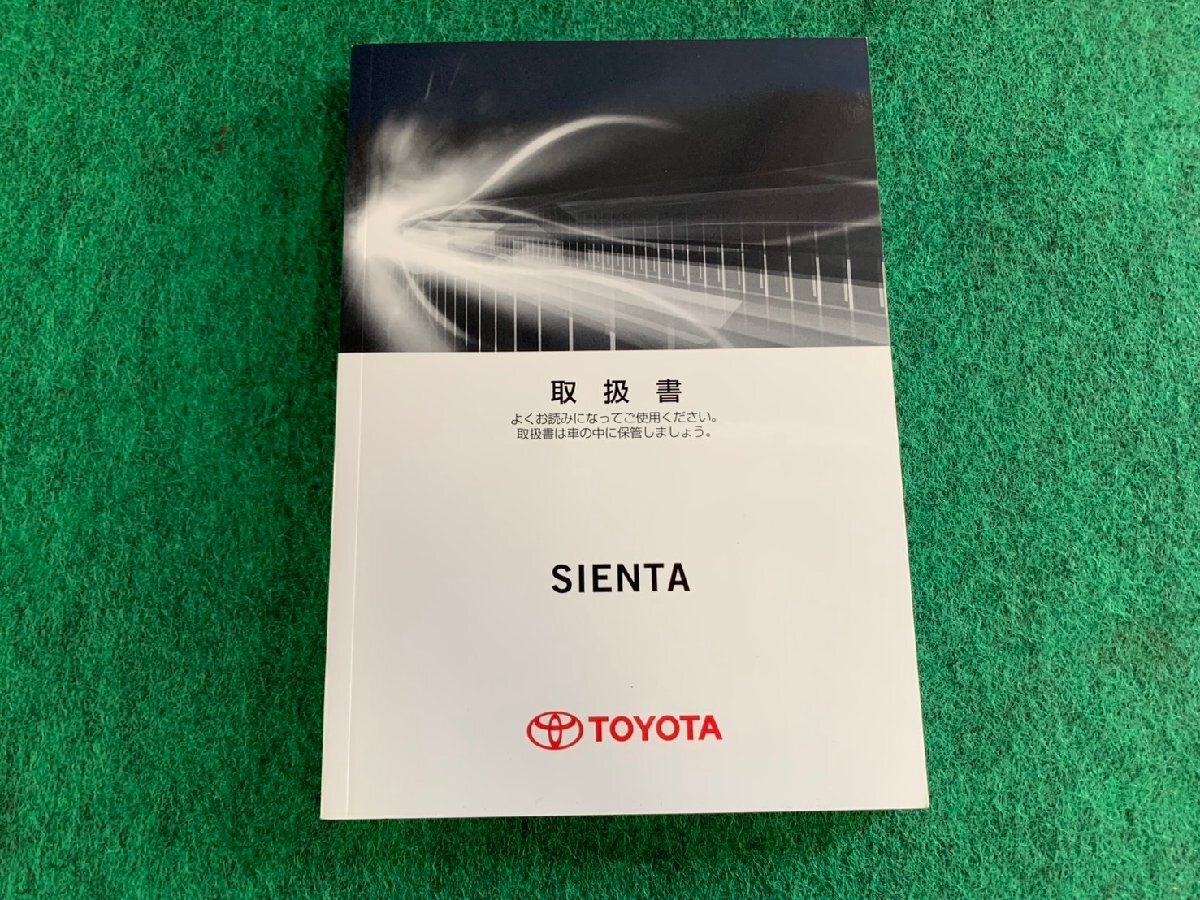 取扱書
よくお読みになってご使用ください。
取扱書は車の中に保管しましょう。
SIENTA
TOYOTA